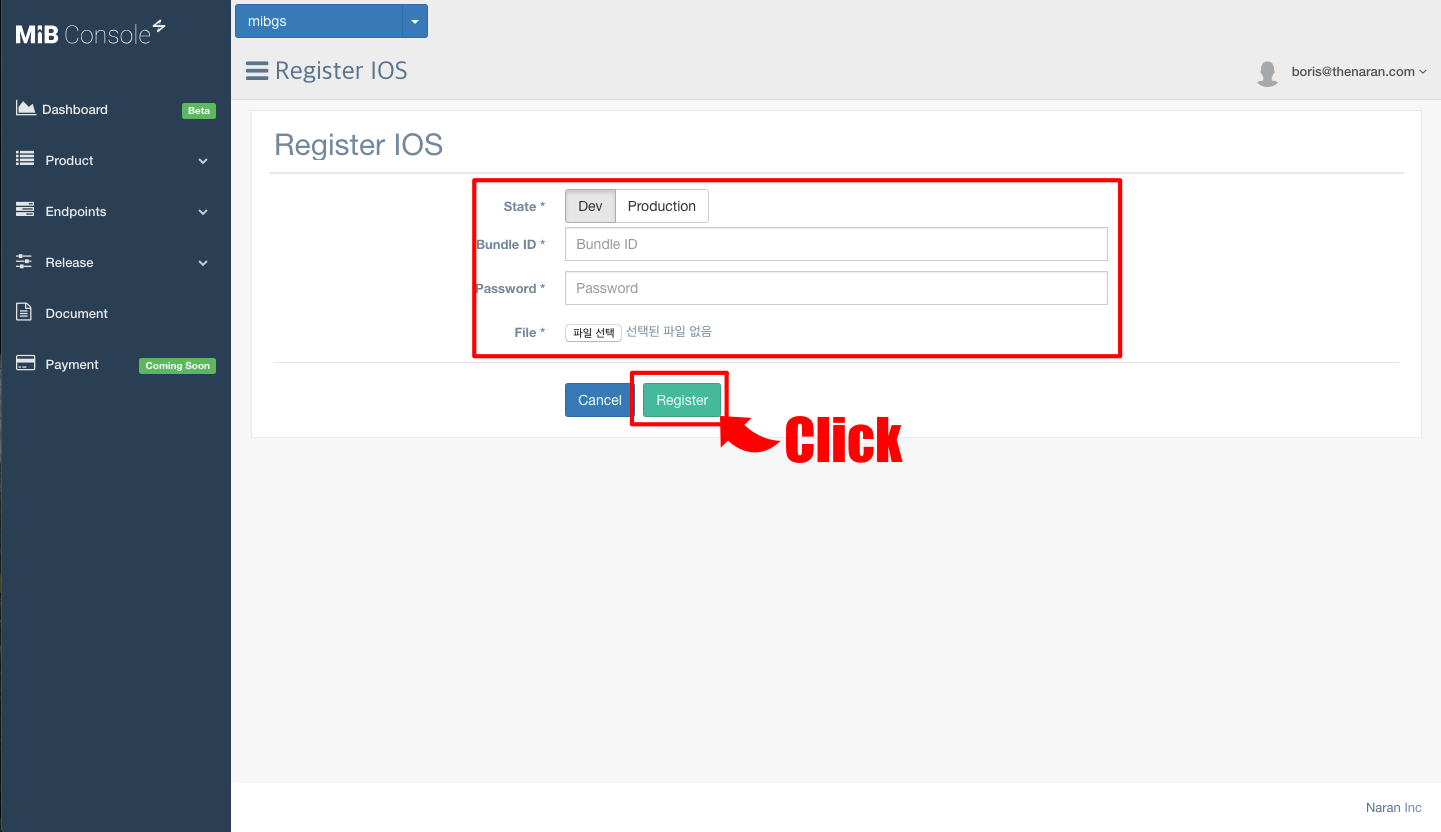 MiB Console
mibgs
Register IOS
boris@thenaran.com
Dashboard Beta
Product
Endpoints
Release
Document
Payment Coming Soon
Register IOS
State * Dev Production
Bundle ID * Bundle ID
Password * Password
File * 파일 선택 선택된 파일 없음
Cancel Register
Click
Naran Inc